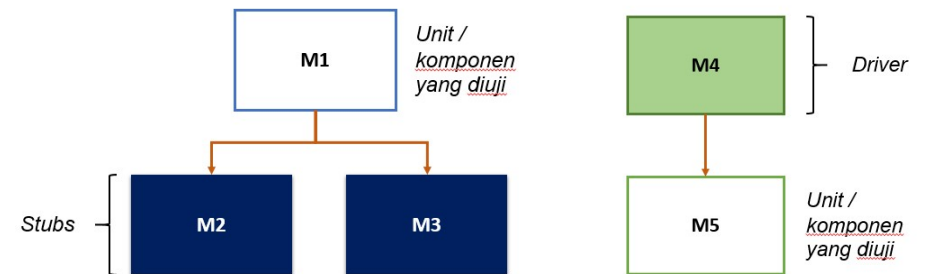 M1
Unit /
komponen
yang diuji
M4
Driver
Stubs
M2
M3
M5
Unit /
komponen
yang diuji